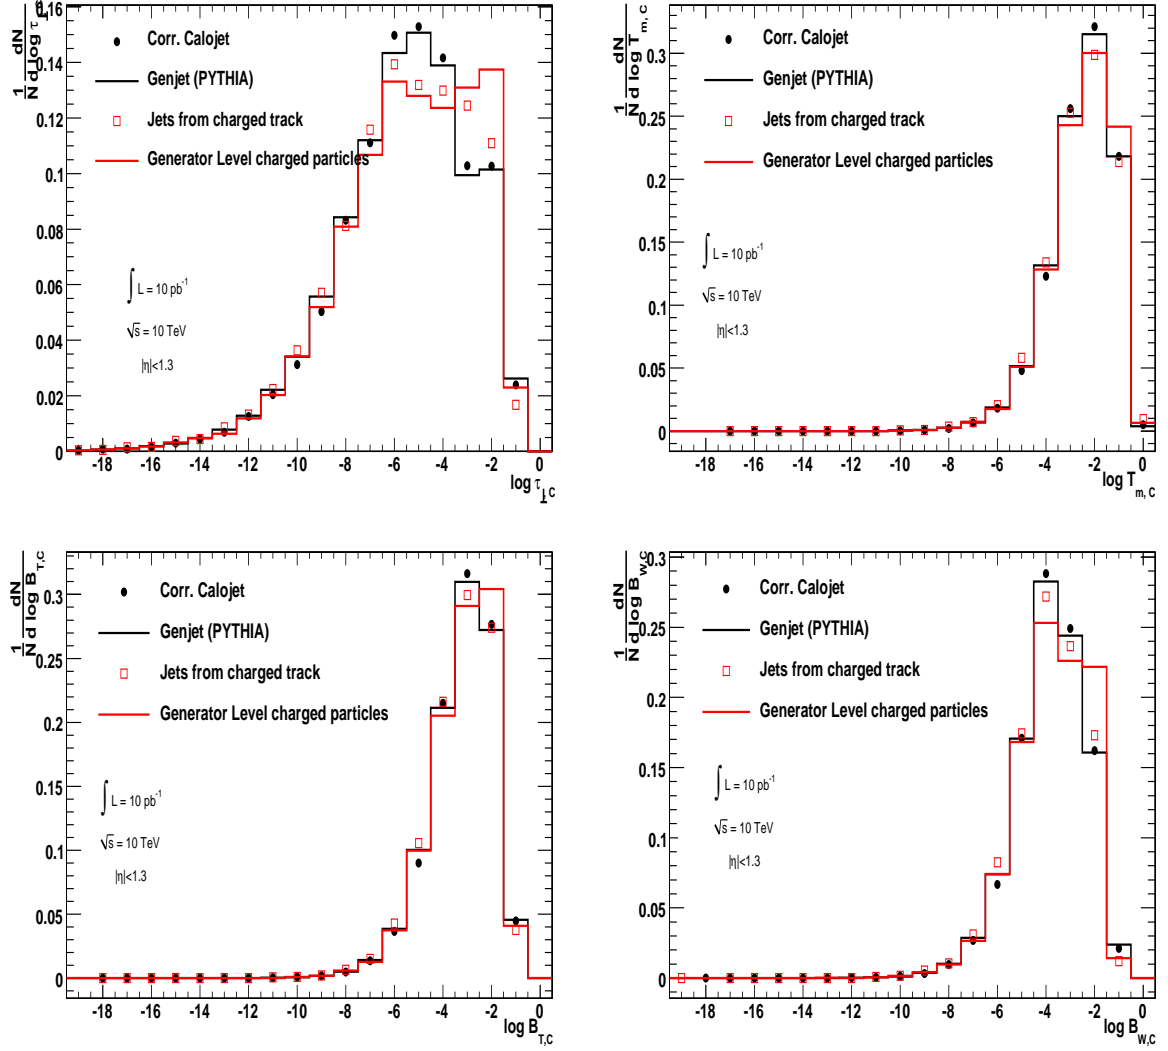 1/N dN/d log τ⊥,C
0.16
0.14
0.12
0.1
0.08
0.06
0.04
0.02
0
Corr. Calojet
Genjet (PYTHIA)
Jets from charged track
Generator Level charged particles
∫ L = 10 pb⁻¹
√s = 10 TeV
|η|<1.3
-18 -16 -14 -12 -10 -8 -6 -4 -2 0
log τ⊥,C
1/N dN/d log T_m, C
0.3
0.25
0.2
0.15
0.1
0.05
0
Corr. Calojet
Genjet (PYTHIA)
Jets from charged track
Generator Level charged particles
∫ L = 10 pb⁻¹
√s = 10 TeV
|η|<1.3
-18 -16 -14 -12 -10 -8 -6 -4 -2 0
log T_m, C
1/N dN/d log B_T,C
0.3
0.25
0.2
0.15
0.1
0.05
0
Corr. Calojet
Genjet (PYTHIA)
Jets from charged track
Generator Level charged particles
∫ L = 10 pb⁻¹
√s = 10 TeV
|η|<1.3
-18 -16 -14 -12 -10 -8 -6 -4 -2 0
log B_T,C
1/N dN/d log B_W,C
0.3
0.25
0.2
0.15
0.1
0.05
0
Corr. Calojet
Genjet (PYTHIA)
Jets from charged track
Generator Level charged particles
∫ L = 10 pb⁻¹
√s = 10 TeV
|η|<1.3
-18 -16 -14 -12 -10 -8 -6 -4 -2 0
log B_W,C